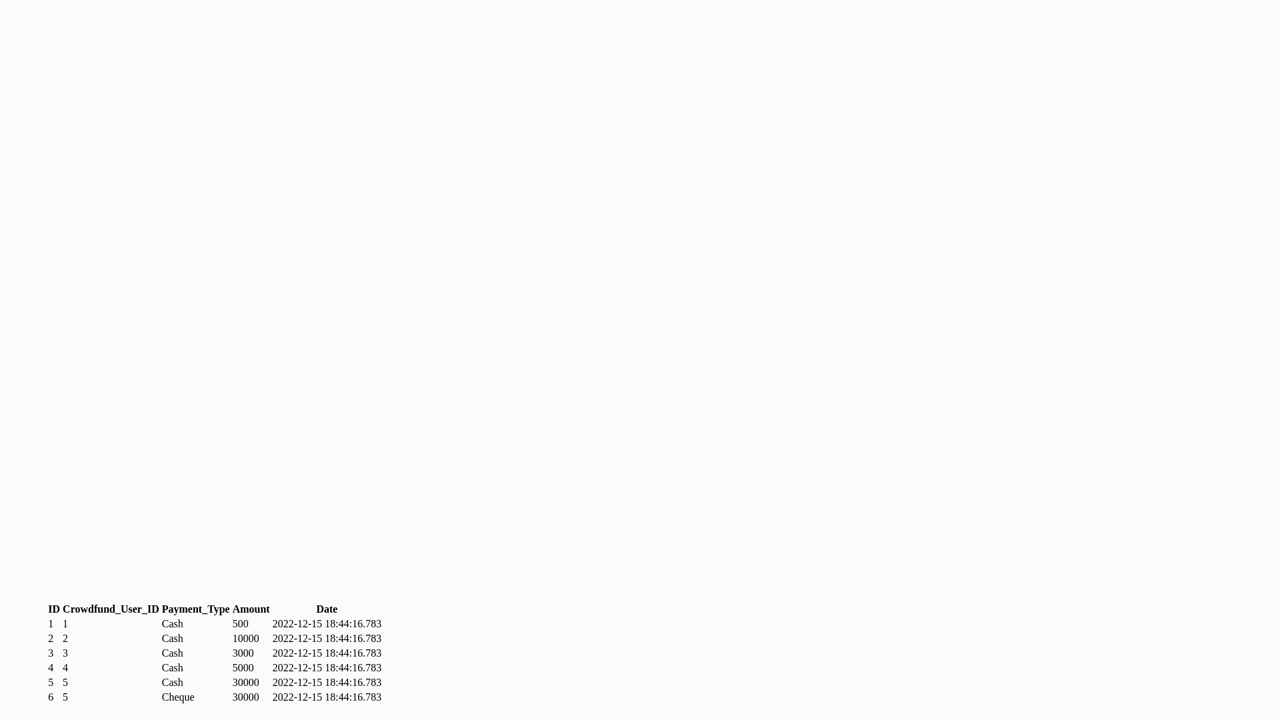 ID Crowdfund_User_ID Payment_Type Amount Date
1 1 Cash 500 2022-12-15 18:44:16.783
2 2 Cash 10000 2022-12-15 18:44:16.783
3 3 Cash 3000 2022-12-15 18:44:16.783
4 4 Cash 5000 2022-12-15 18:44:16.783
5 5 Cash 30000 2022-12-15 18:44:16.783
6 5 Cheque 30000 2022-12-15 18:44:16.783